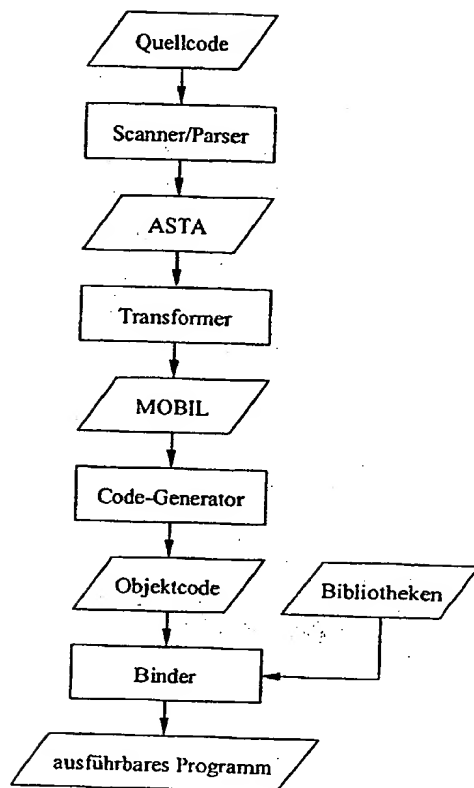 Quellcode
Scanner/Parser
ASTA
Transformer
MOBIL
Code-Generator
Objektcode
Bibliotheken
Binder
ausführbares Programm